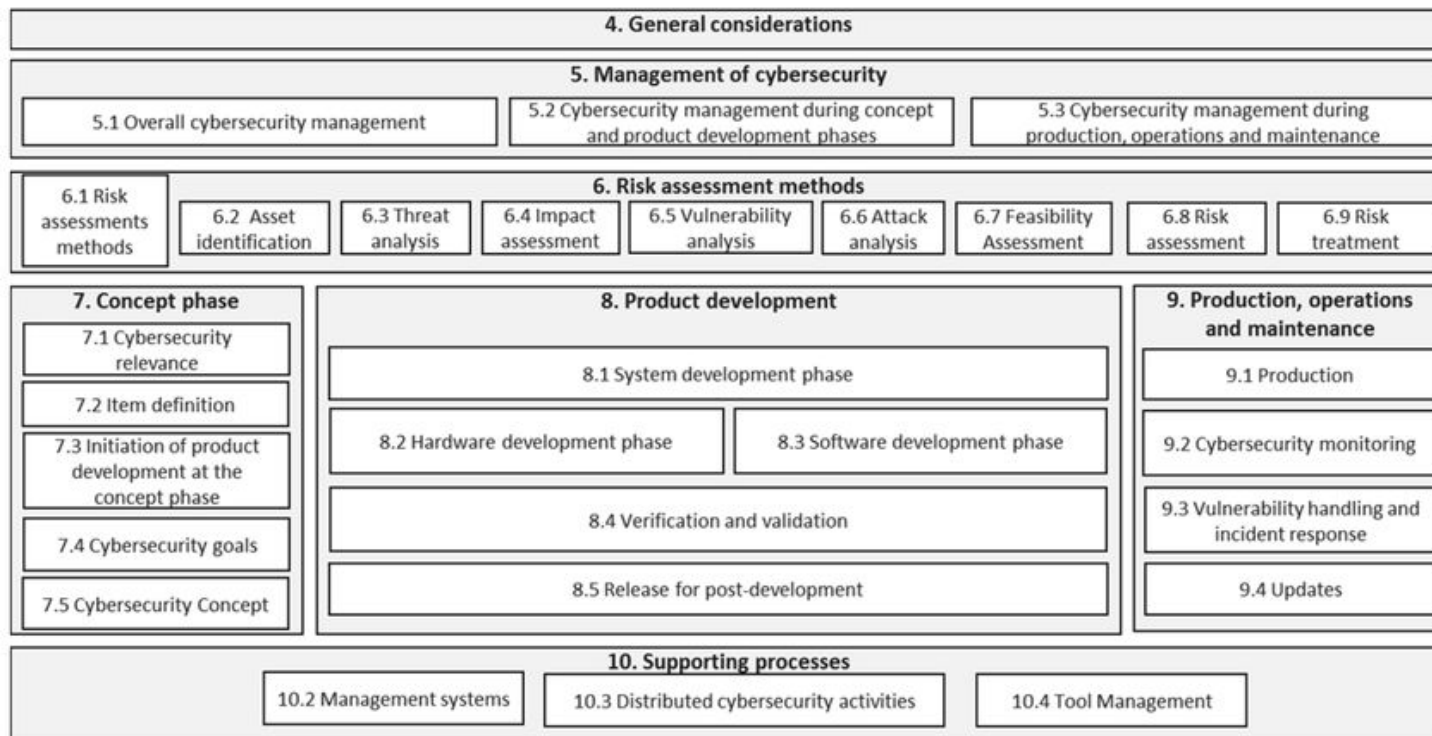 4. General considerations
5. Management of cybersecurity
5.1 Overall cybersecurity management
5.2 Cybersecurity management during concept
and product development phases
5.3 Cybersecurity management during
production, operations and maintenance
6. Risk assessment methods
6.1 Risk
assessments
methods
6.2 Asset
identification
6.3 Threat
analysis
6.4 Impact
assessment
6.5 Vulnerability
analysis
6.6 Attack
analysis
6.7 Feasibility
Assessment
6.8 Risk
assessment
6.9 Risk
treatment
7. Concept phase
7.1 Cybersecurity
relevance
7.2 Item definition
7.3 Initiation of product
development at the
concept phase
7.4 Cybersecurity goals
7.5 Cybersecurity Concept
8. Product development
8.1 System development phase
8.2 Hardware development phase
8.3 Software development phase
8.4 Verification and validation
8.5 Release for post-development
9. Production, operations
and maintenance
9.1 Production
9.2 Cybersecurity monitoring
9.3 Vulnerability handling and
incident response
9.4 Updates
10. Supporting processes
10.2 Management systems
10.3 Distributed cybersecurity activities
10.4 Tool Management